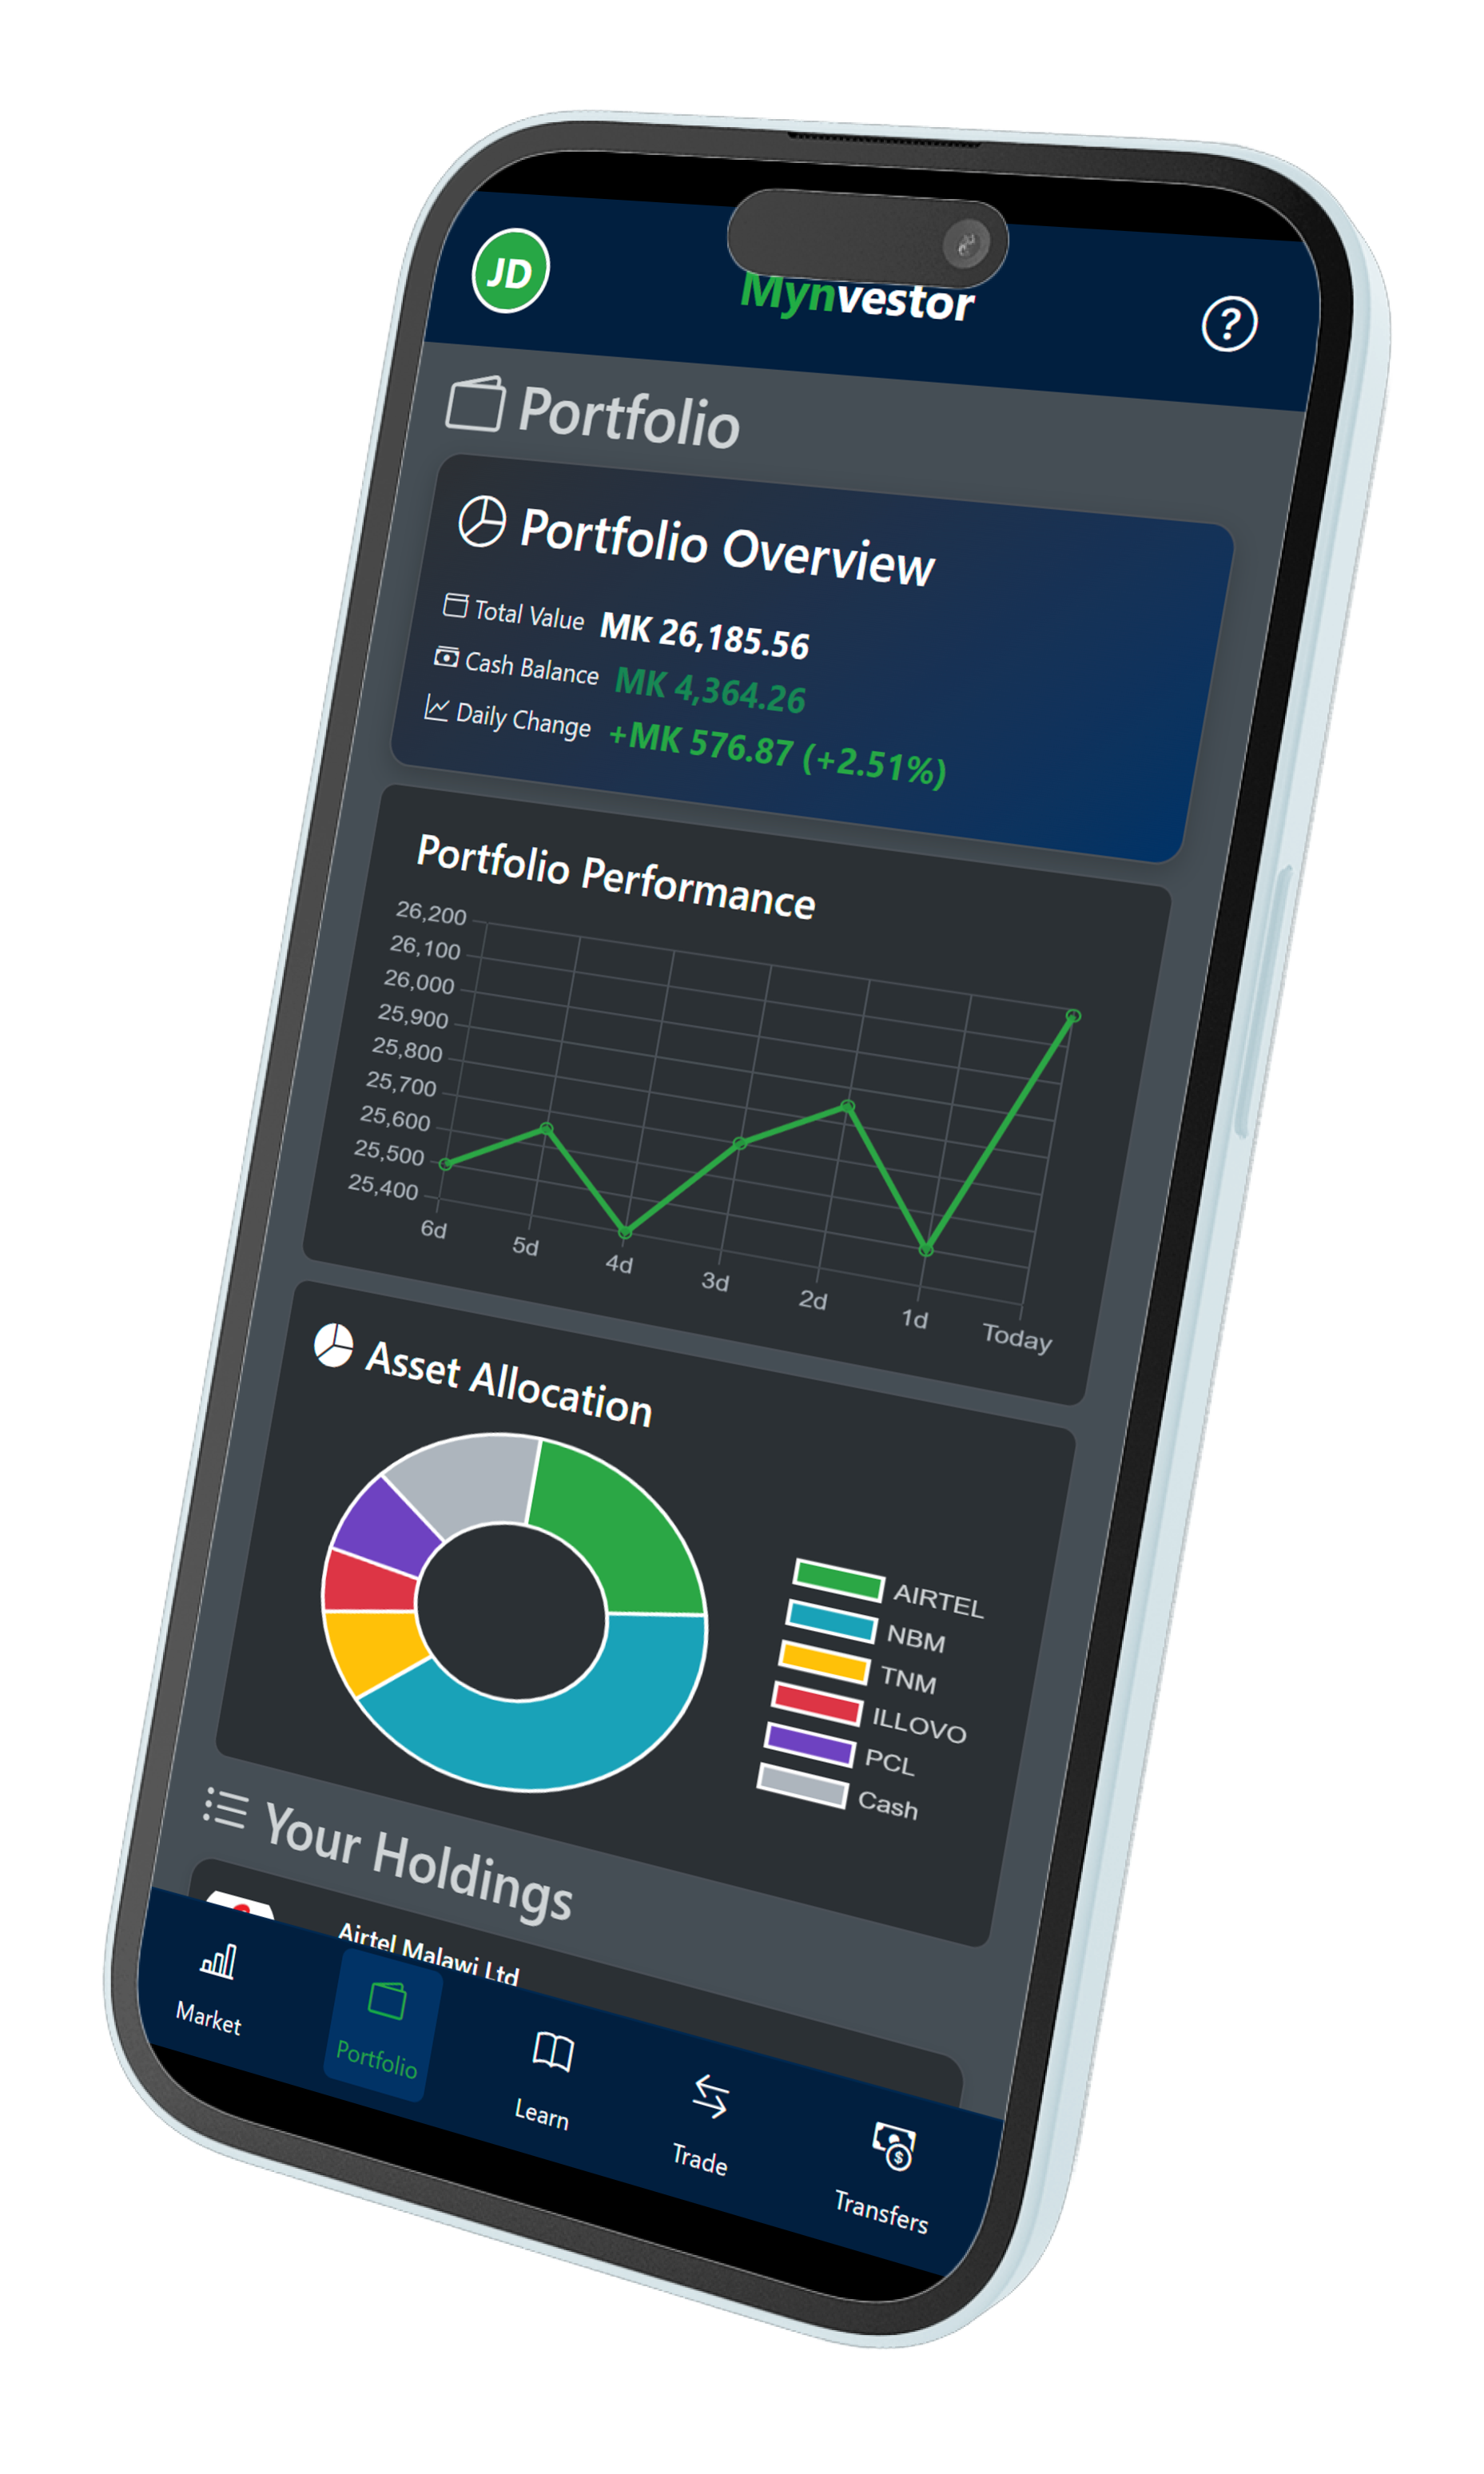 JD
Mynvestor
?
Portfolio
Portfolio Overview
Total Value MK 26,185.56
Cash Balance MK 4,364.26
Daily Change +MK 576.87 (+2.51%)
Portfolio Performance
26,200
26,100
26,000
25,900
25,800
25,700
25,600
25,500
25,400
6d 5d 4d 3d 2d 1d Today
Asset Allocation
AIRTEL
NBM
TNM
ILLOVO
PCL
Cash
Your Holdings
Airtel Malawi Ltd
Market Portfolio Learn Trade Transfers